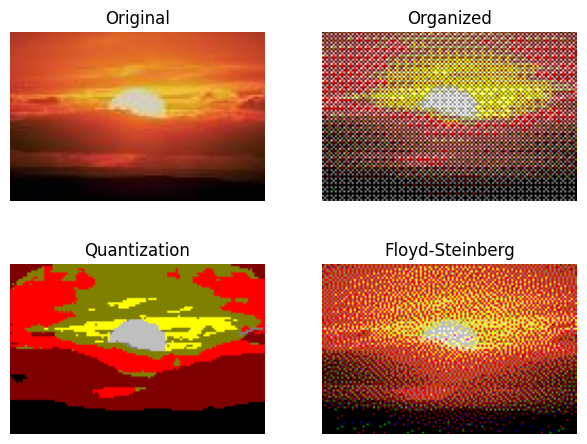 Original
Organized
Quantization
Floyd-Steinberg